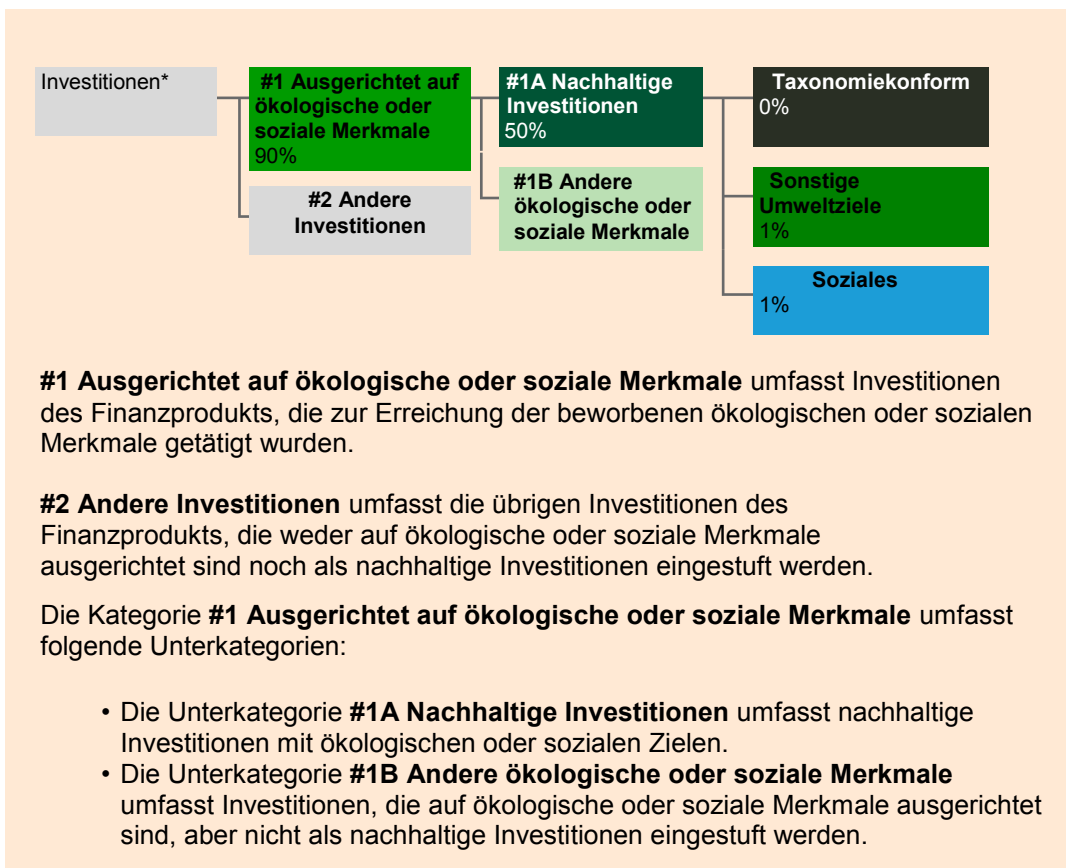 Investitionen*
#1 Ausgerichtet auf
ökologische oder
soziale Merkmale
90%
#2 Andere
Investitionen
#1A Nachhaltige
Investitionen
50%
#1B Andere
ökologische oder
soziale Merkmale
Taxonomiekonform
0%
Sonstige
Umweltziele
1%
Soziales
1%
#1 Ausgerichtet auf ökologische oder soziale Merkmale umfasst Investitionen
des Finanzprodukts, die zur Erreichung der beworbenen ökologischen oder sozialen
Merkmale getätigt wurden.
#2 Andere Investitionen umfasst die übrigen Investitionen des
Finanzprodukts, die weder auf ökologische oder soziale Merkmale
ausgerichtet sind noch als nachhaltige Investitionen eingestuft werden.
Die Kategorie #1 Ausgerichtet auf ökologische oder soziale Merkmale umfasst
folgende Unterkategorien:
• Die Unterkategorie #1A Nachhaltige Investitionen umfasst nachhaltige
Investitionen mit ökologischen oder sozialen Zielen.
• Die Unterkategorie #1B Andere ökologische oder soziale Merkmale
umfasst Investitionen, die auf ökologische oder soziale Merkmale ausgerichtet
sind, aber nicht als nachhaltige Investitionen eingestuft werden.